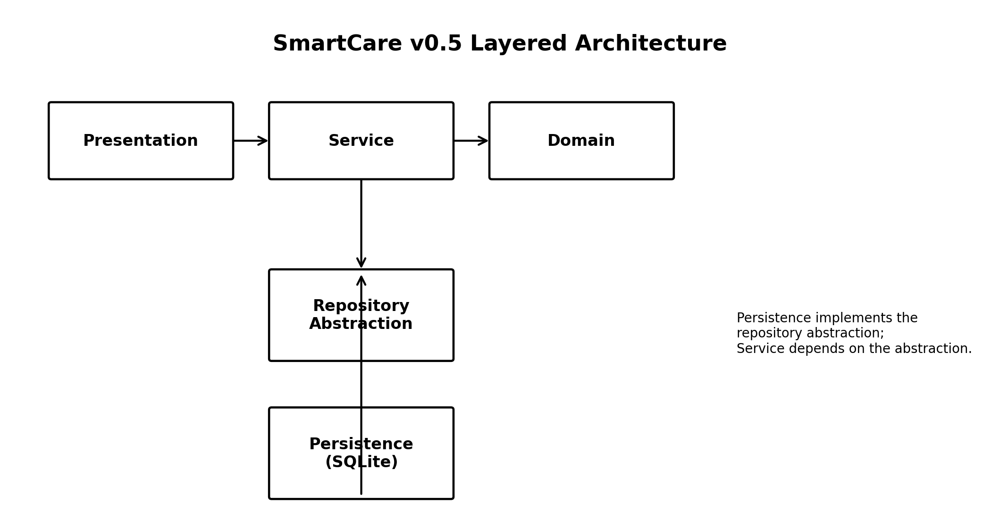 SmartCare v0.5 Layered Architecture
Presentation
Service
Domain
Repository
Abstraction
Persistence implements the
repository abstraction;
Service depends on the abstraction.
Persistence
(SQLite)